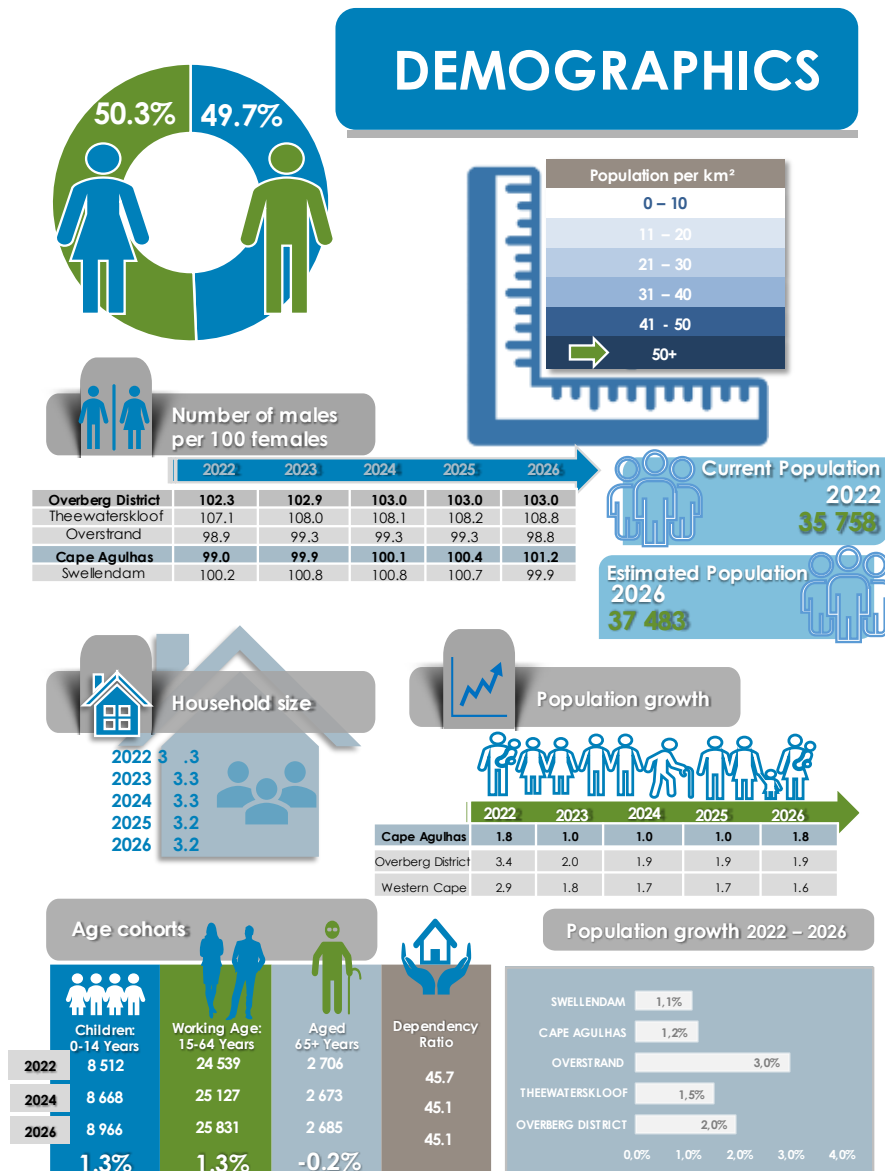 DEMOGRAPHICS
50.3% 49.7%
Population per km²
0 – 10
11 – 20
21 – 30
31 – 40
41 - 50
50+
Number of males
per 100 females
2022 2023 2024 2025 2026
Overberg District 102.3 102.9 103.0 103.0 103.0
Theewaterskloof 107.1 108.0 108.1 108.2 108.8
Overstrand 98.9 99.3 99.3 99.3 98.8
Cape Agulhas 99.0 99.9 100.1 100.4 101.2
Swellendam 100.2 100.8 100.8 100.7 99.9
Current Population
2022
35 758
Estimated Population
2026
37 483
Household size
2022 3 .3
2023 3.3
2024 3.3
2025 3.2
2026 3.2
Population growth
2022 2023 2024 2025 2026
Cape Agulhas 1.8 1.0 1.0 1.0 1.8
Overberg District 3.4 2.0 1.9 1.9 1.9
Western Cape 2.9 1.8 1.7 1.7 1.6
Age cohorts
Children:
0-14 Years
Working Age:
15-64 Years
Aged
65+ Years
Dependency
Ratio
2022 8 512 24 539 2 706 45.7
2024 8 668 25 127 2 673 45.1
2026 8 966 25 831 2 685 45.1
1.3% 1.3% -0.2%
Population growth 2022 – 2026
SWELLENDAM 1,1%
CAPE AGULHAS 1,2%
OVERSTRAND 3,0%
THEEWATERSKLOOF 1,5%
OVERBERG DISTRICT 2,0%
0,0% 1,0% 2,0% 3,0% 4,0%